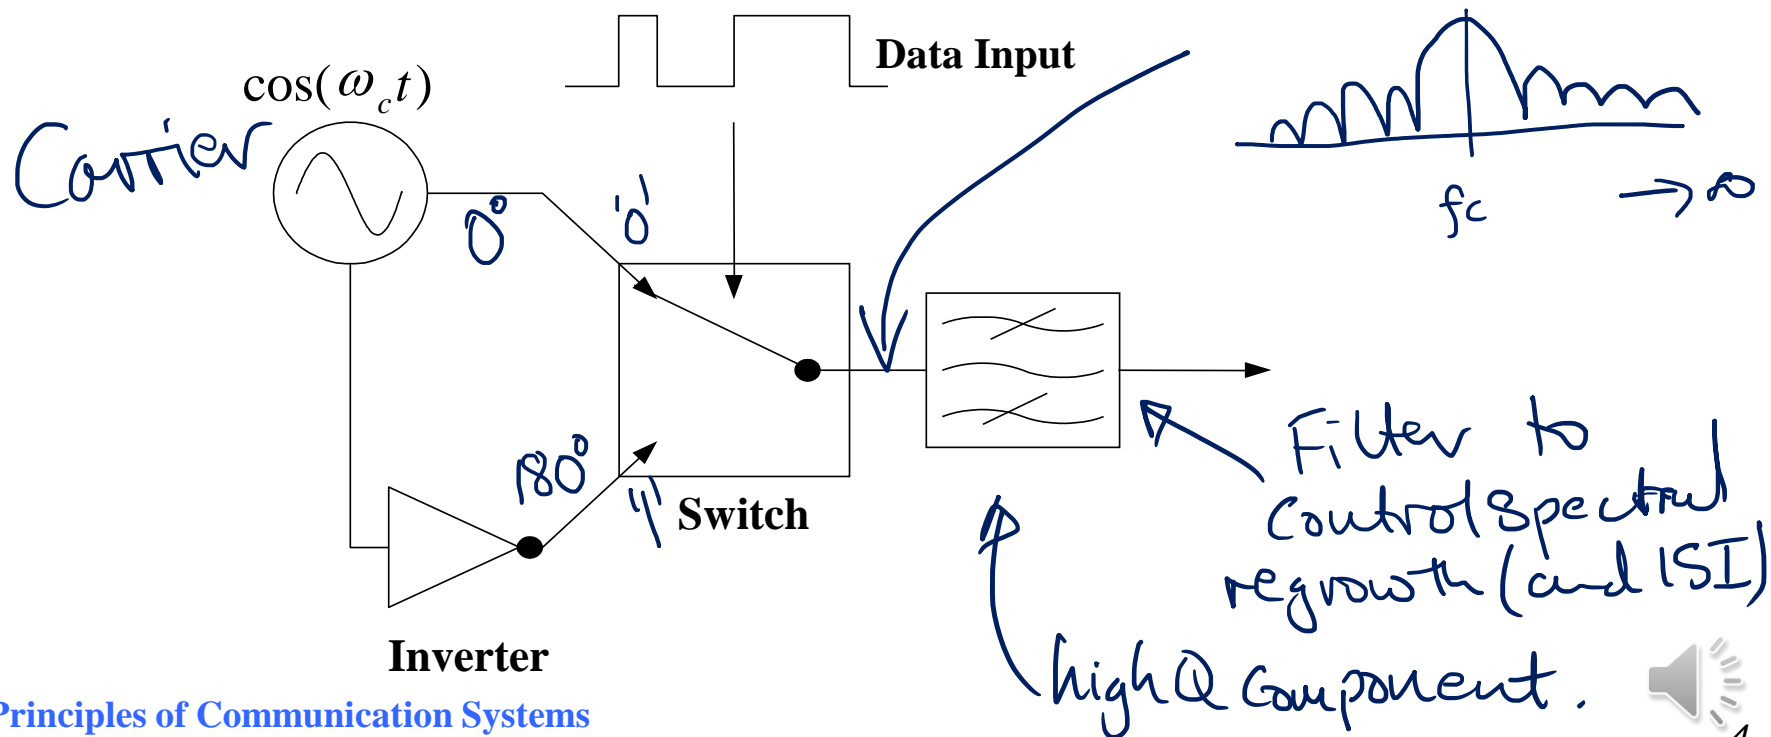 Data Input
cos(ω_c t)
Carrier
0°
'0'
fc → ∞
180°
'1'
Switch
Filter to
control spectral
regrowth (and ISI)
Inverter
high Q component.
Principles of Communication Systems